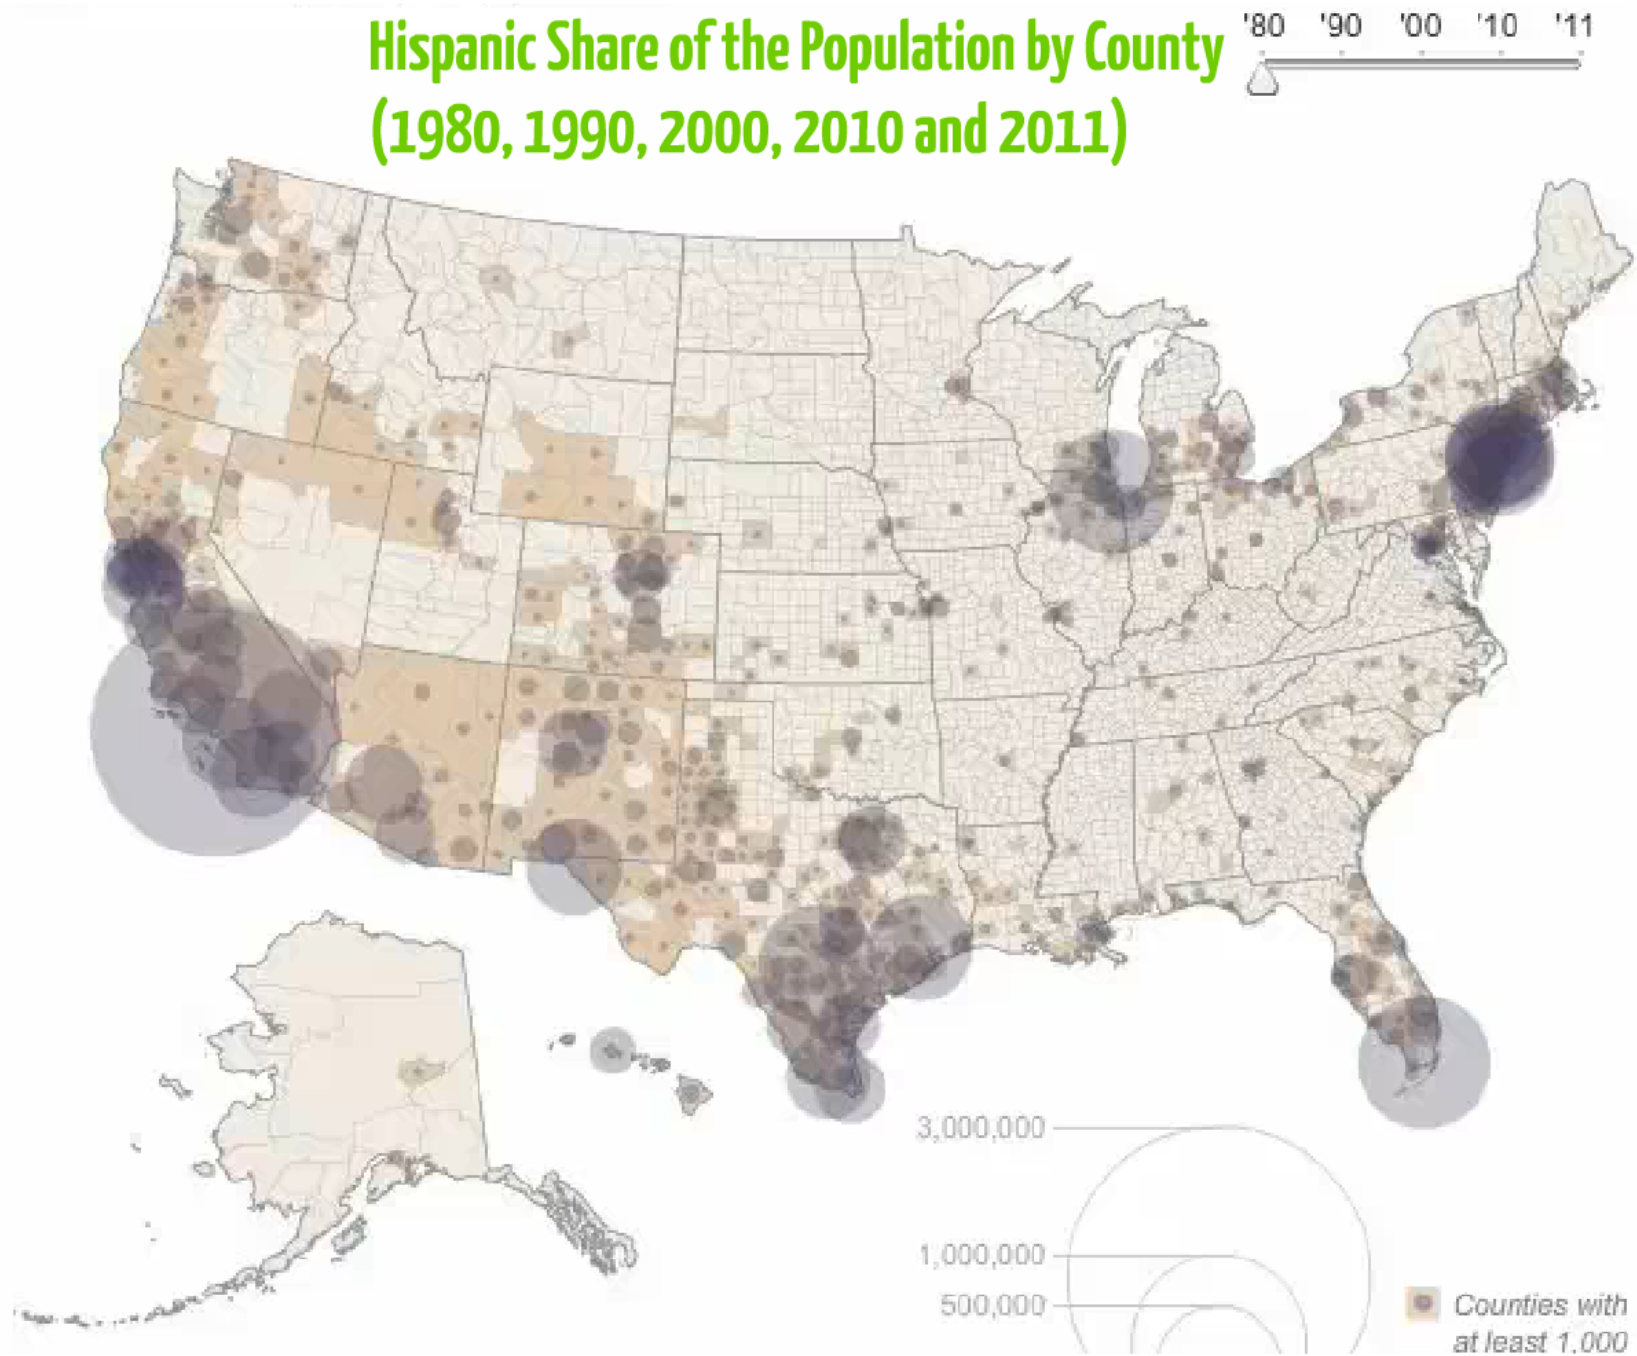 Hispanic Share of the Population by County
(1980, 1990, 2000, 2010 and 2011)
'80 '90 '00 '10 '11
3,000,000
1,000,000
500,000
Counties with
at least 1,000